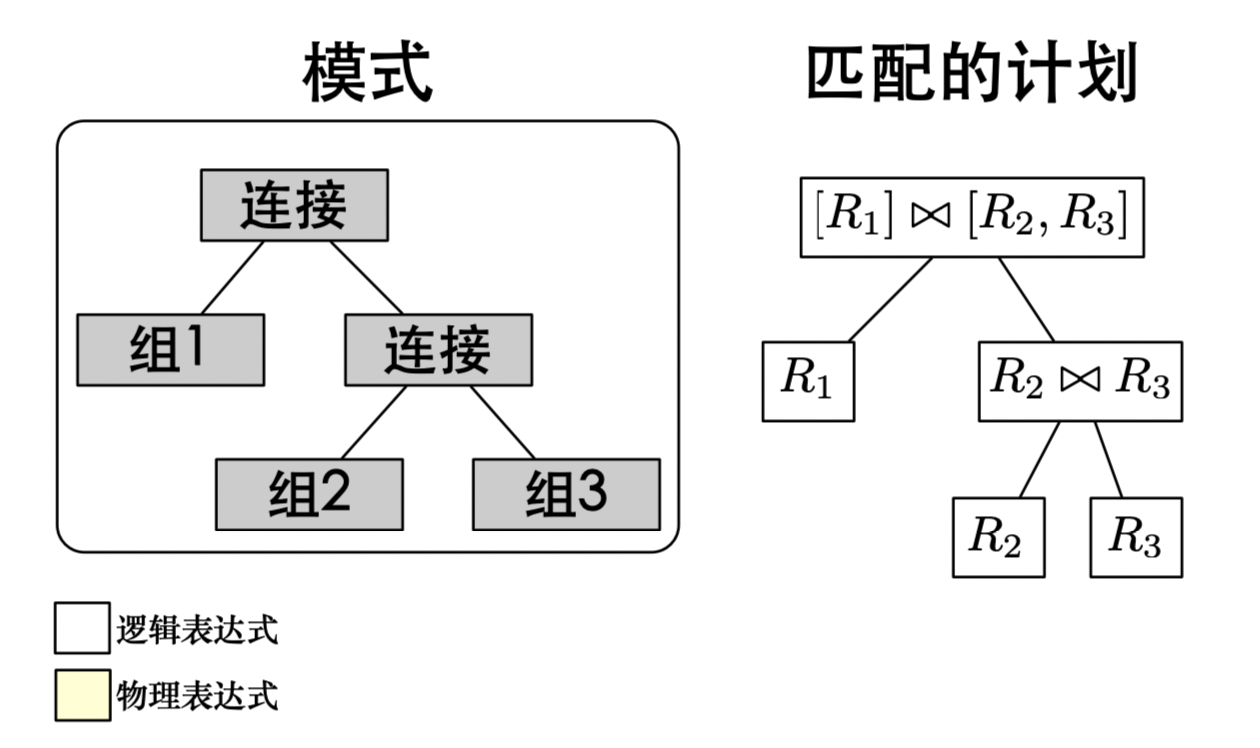 模式
匹配的计划
连接
[R₁] ⋈ [R₂, R₃]
组1
连接
R₁
R₂ ⋈ R₃
组2
组3
R₂
R₃
逻辑表达式
物理表达式